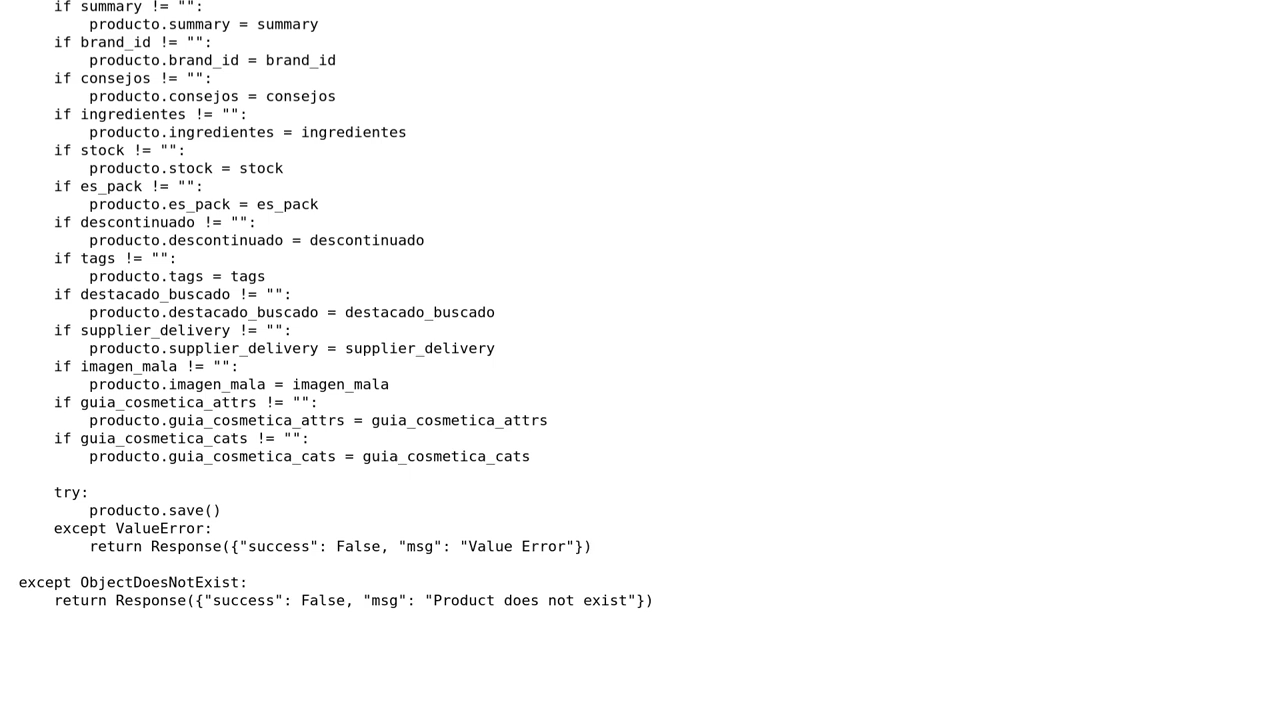 if summary != "":
producto.summary = summary
if brand_id != "":
producto.brand_id = brand_id
if consejos != "":
producto.consejos = consejos
if ingredientes != "":
producto.ingredientes = ingredientes
if stock != "":
producto.stock = stock
if es_pack != "":
producto.es_pack = es_pack
if descontinuado != "":
producto.descontinuado = descontinuado
if tags != "":
producto.tags = tags
if destacado_buscado != "":
producto.destacado_buscado = destacado_buscado
if supplier_delivery != "":
producto.supplier_delivery = supplier_delivery
if imagen_mala != "":
producto.imagen_mala = imagen_mala
if guia_cosmetica_attrs != "":
producto.guia_cosmetica_attrs = guia_cosmetica_attrs
if guia_cosmetica_cats != "":
producto.guia_cosmetica_cats = guia_cosmetica_cats
try:
producto.save()
except ValueError:
return Response({"success": False, "msg": "Value Error"})
except ObjectDoesNotExist:
return Response({"success": False, "msg": "Product does not exist"})